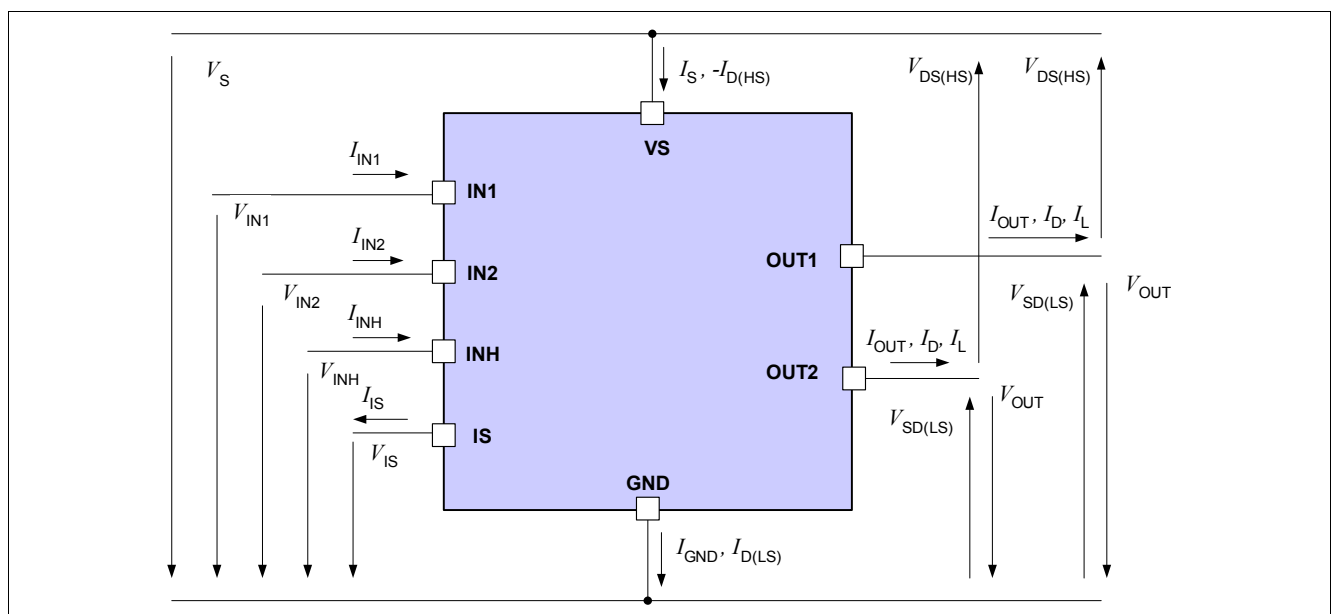 V_S
I_S, -I_D(HS)
V_DS(HS)
V_DS(HS)
VS
I_IN1
IN1
V_IN1
I_IN2
I_OUT, I_D, I_L
IN2
OUT1
V_IN2
V_SD(LS)
V_OUT
I_INH
INH
I_OUT, I_D, I_L
OUT2
V_INH
I_IS
V_OUT
V_SD(LS)
IS
V_IS
GND
I_GND, I_D(LS)